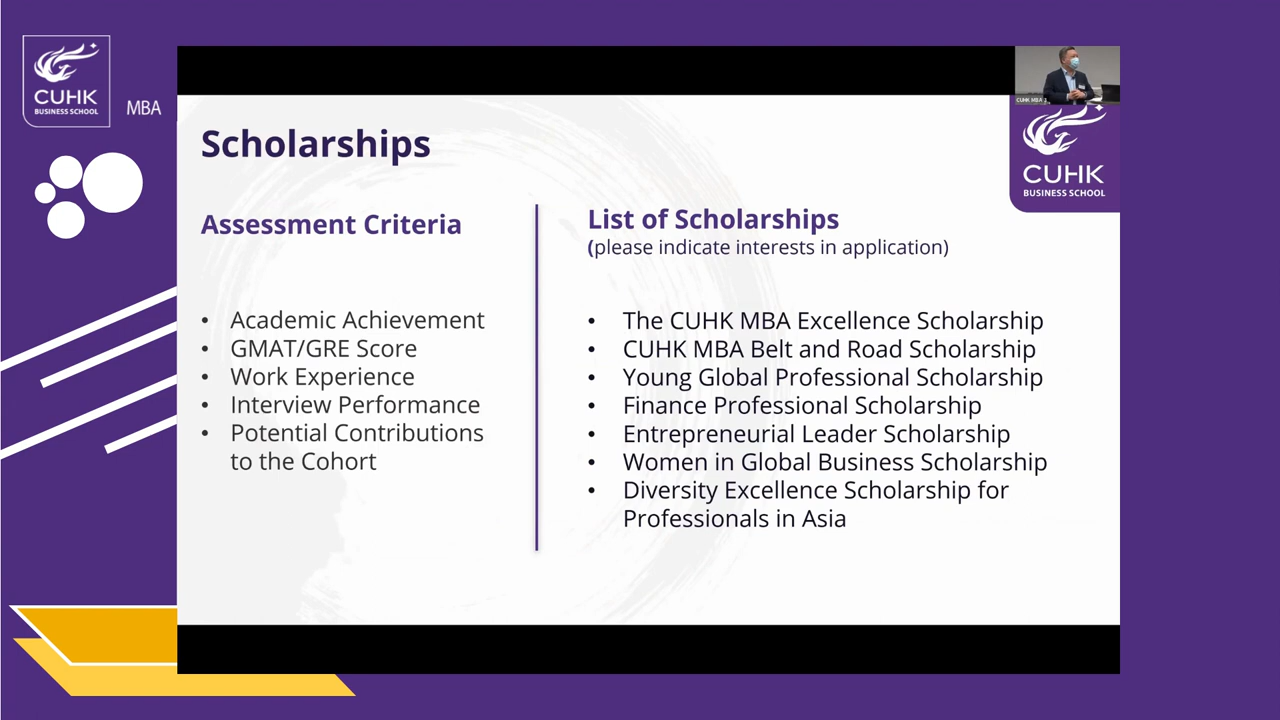 CUHK
BUSINESS SCHOOL
MBA
CUHK MBA
Scholarships
CUHK
BUSINESS SCHOOL
Assessment Criteria
• Academic Achievement
• GMAT/GRE Score
• Work Experience
• Interview Performance
• Potential Contributions
to the Cohort
List of Scholarships
(please indicate interests in application)
• The CUHK MBA Excellence Scholarship
• CUHK MBA Belt and Road Scholarship
• Young Global Professional Scholarship
• Finance Professional Scholarship
• Entrepreneurial Leader Scholarship
• Women in Global Business Scholarship
• Diversity Excellence Scholarship for
Professionals in Asia